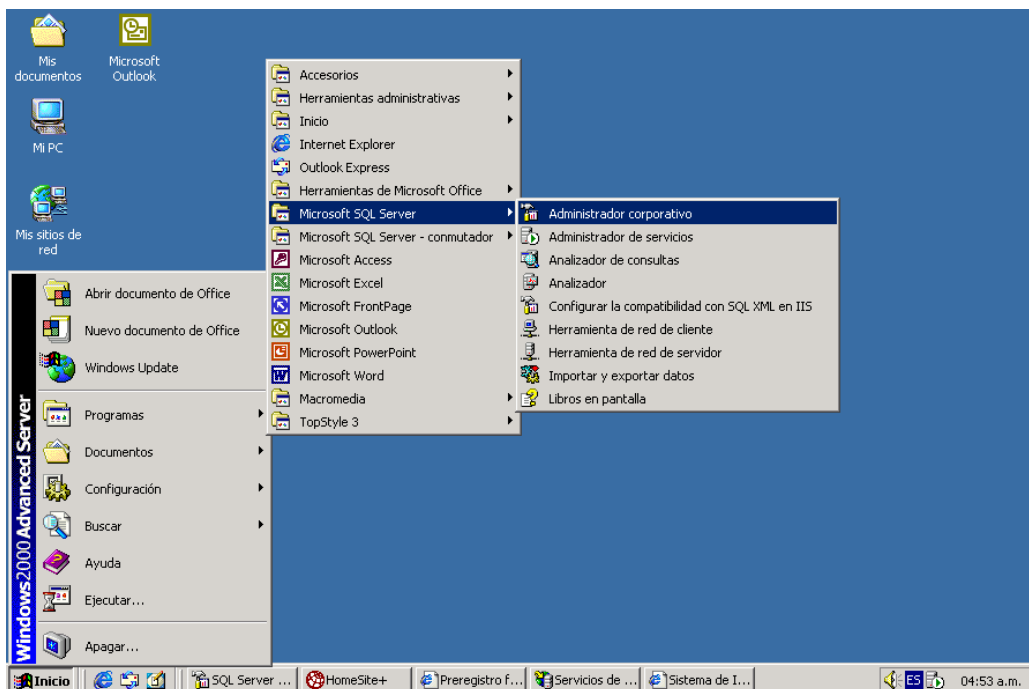 Mis
documentos
Microsoft
Outlook
Mi PC
Mis sitios de
red
Accesorios
Herramientas administrativas
Inicio
Internet Explorer
Outlook Express
Herramientas de Microsoft Office
Microsoft SQL Server
Microsoft SQL Server - conmutador
Microsoft Access
Microsoft Excel
Microsoft FrontPage
Microsoft Outlook
Microsoft PowerPoint
Microsoft Word
Macromedia
TopStyle 3
Administrador corporativo
Administrador de servicios
Analizador de consultas
Analizador
Configurar la compatibilidad con SQL XML en IIS
Herramienta de red de cliente
Herramienta de red de servidor
Importar y exportar datos
Libros en pantalla
Windows2000 Advanced Server
Abrir documento de Office
Nuevo documento de Office
Windows Update
Programas
Documentos
Configuración
Buscar
Ayuda
Ejecutar...
Apagar...
Inicio
SQL Server ...
HomeSite+
Preregistro f...
Servicios de ...
Sistema de I...
ES
04:53 a.m.